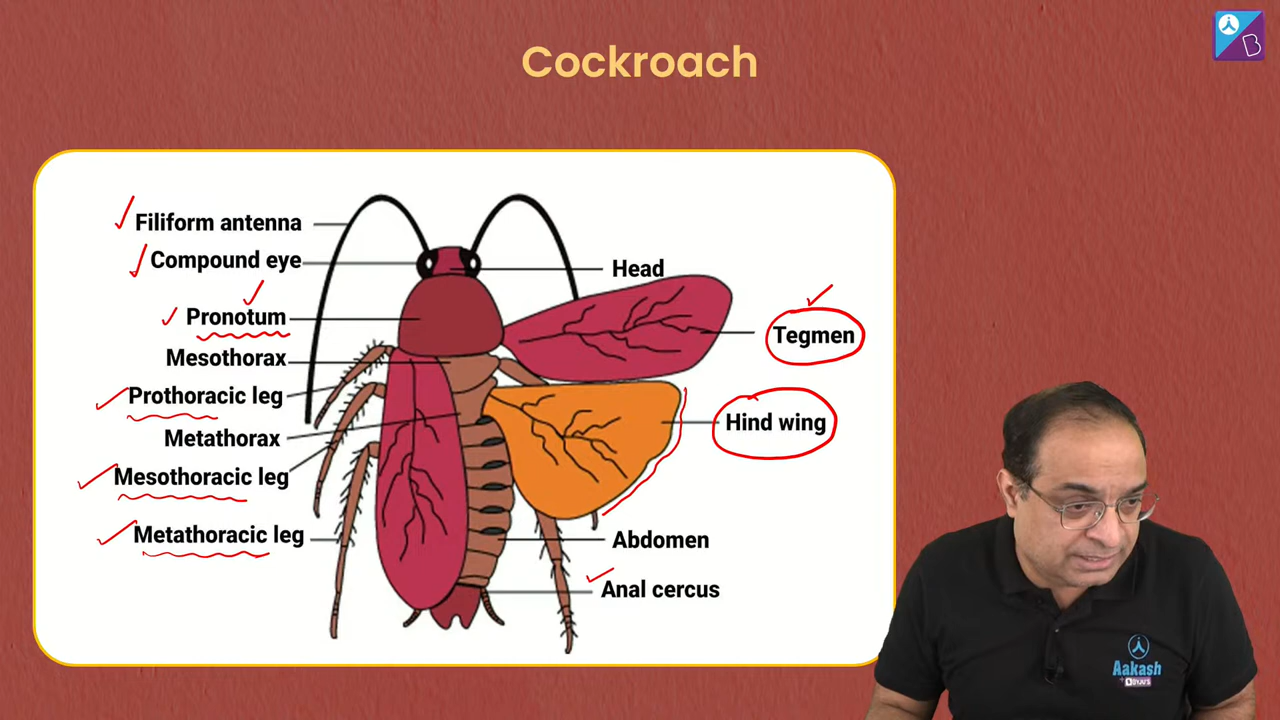 Cockroach
Filiform antenna
Compound eye
Pronotum
Mesothorax
Prothoracic leg
Metathorax
Mesothoracic leg
Metathoracic leg
Head
Tegmen
Hind wing
Abdomen
Anal cercus
B
Aakash
BYJU'S